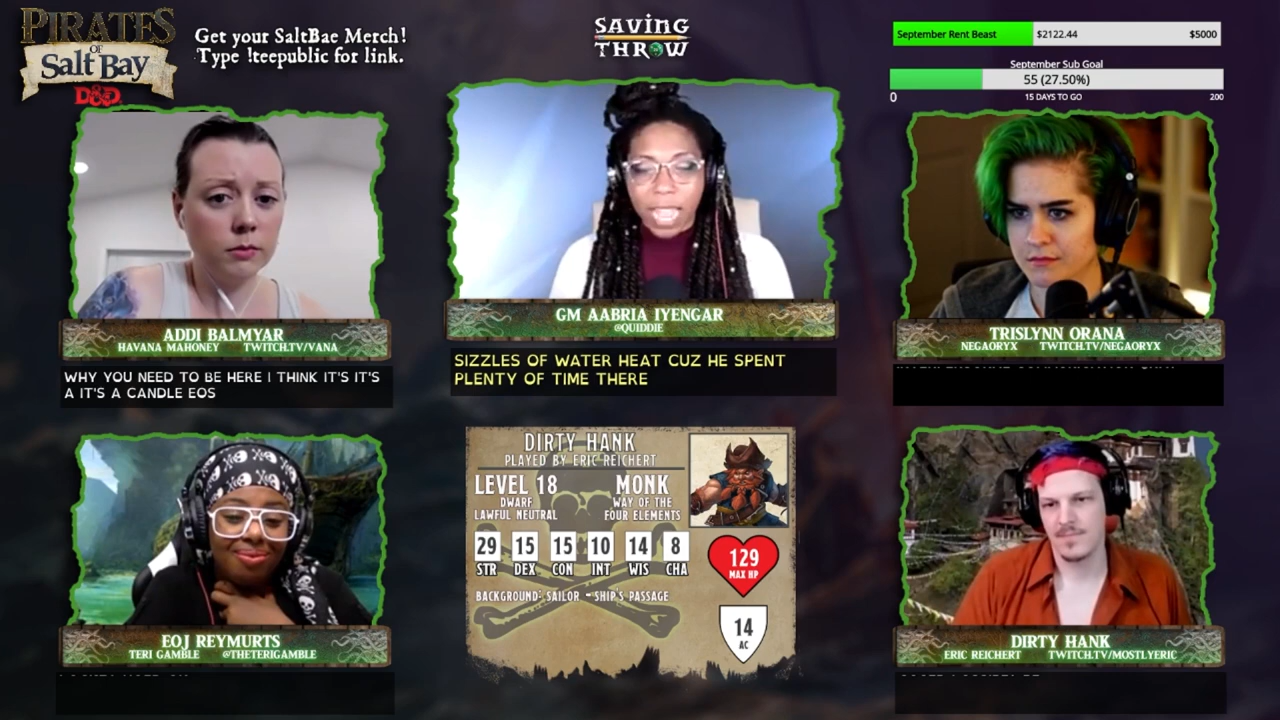 PIRATES
OF
Salt Bay
D&D
Get your SaltBae Merch!
Type !teepublic for link.
SAVING
THROW
September Rent Beast $2122.44 $5000
September Sub Goal
55 (27.50%)
0 15 DAYS TO GO 200
ADDI BALMYAR
HAVANA MAHONEY TWITCH.TV/VANA
WHY YOU NEED TO BE HERE I THINK IT'S IT'S
A IT'S A CANDLE EOS
GM AABRIA IYENGAR
@QUIDDIE
SIZZLES OF WATER HEAT CUZ HE SPENT
PLENTY OF TIME THERE
TRISLYNN ORANA
NEGAORYX TWITCH.TV/NEGAORYX
EOJ REYMURTS
TERI GAMBLE @THETERIGAMBLE
DIRTY HANK
PLAYED BY ERIC REICHERT
LEVEL 18 MONK
DWARF WAY OF THE
LAWFUL NEUTRAL FOUR ELEMENTS
29 15 15 10 14 8
STR DEX CON INT WIS CHA
129
MAX HP
BACKGROUND: SAILOR - SHIP'S PASSAGE
14
AC
DIRTY HANK
ERIC REICHERT TWITCH.TV/MOSTLYERIC